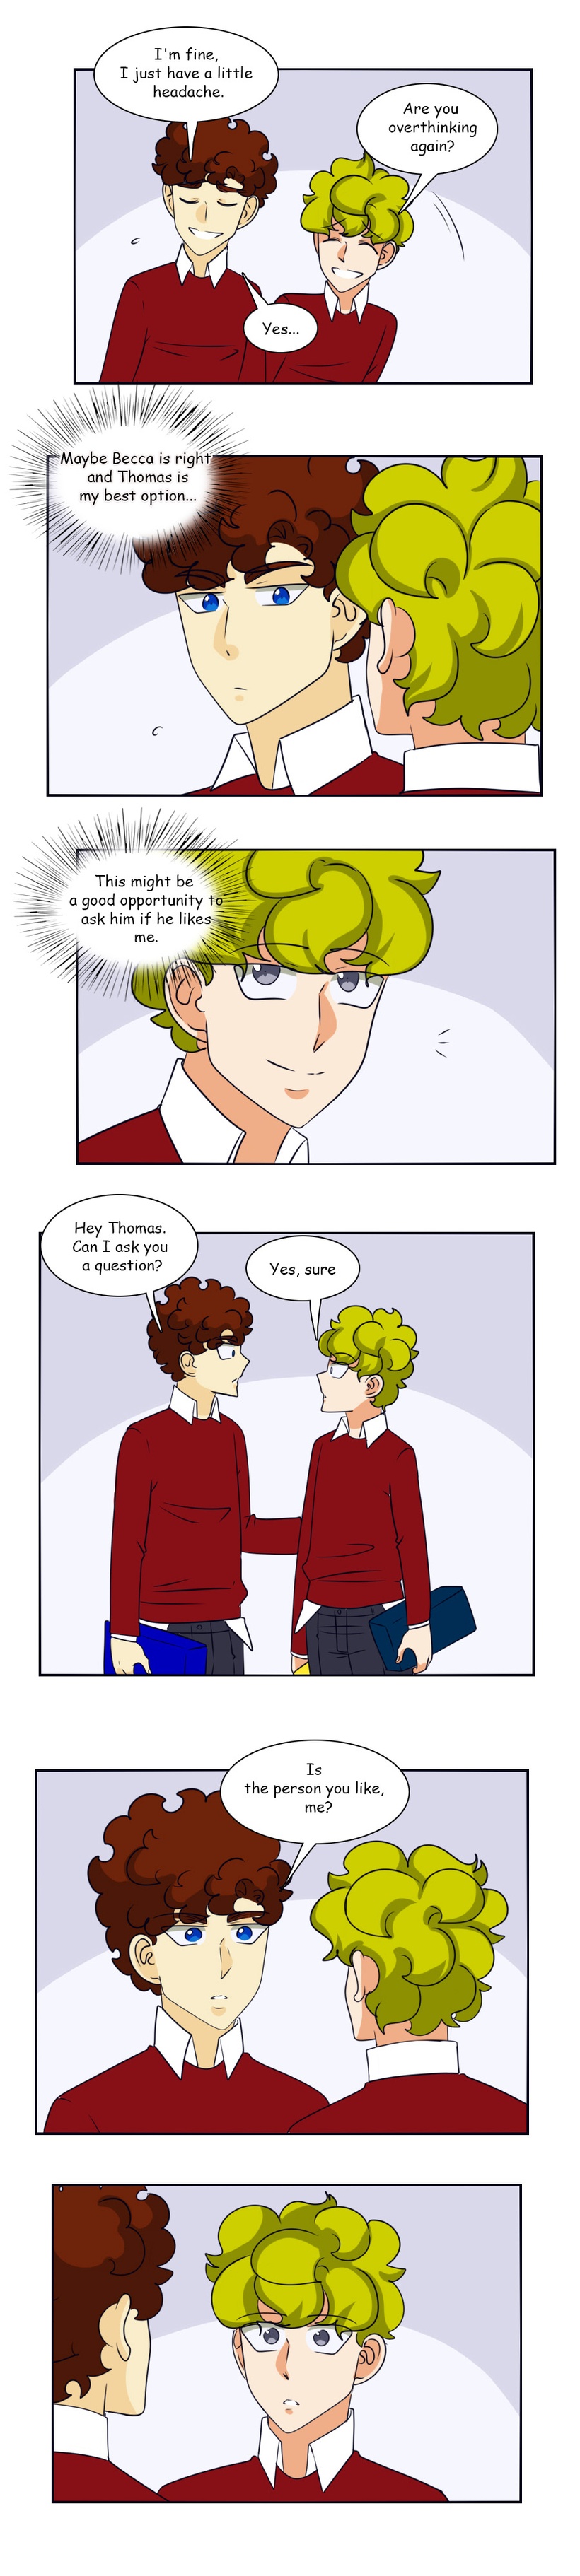 I'm fine,
I just have a little
headache.
Are you
overthinking
again?
Yes...
Maybe Becca is right
and Thomas is
my best option...
This might be
a good opportunity to
ask him if he likes
me.
Hey Thomas.
Can I ask you
a question?
Yes, sure
Is
the person you like,
me?